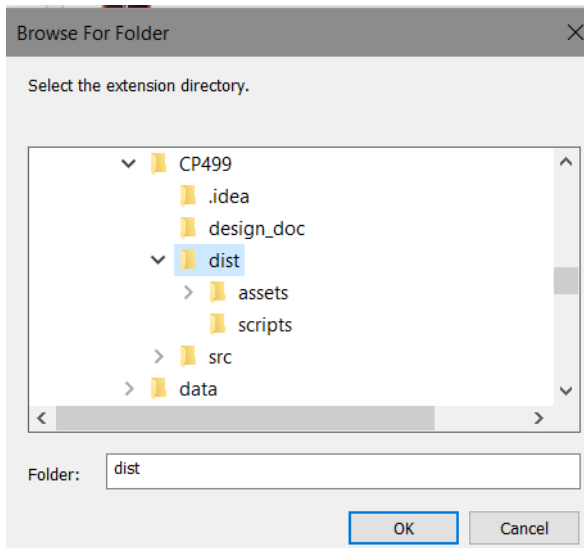 Browse For Folder
Select the extension directory.
CP499
.idea
design_doc
dist
assets
scripts
src
data
Folder: dist
OK Cancel